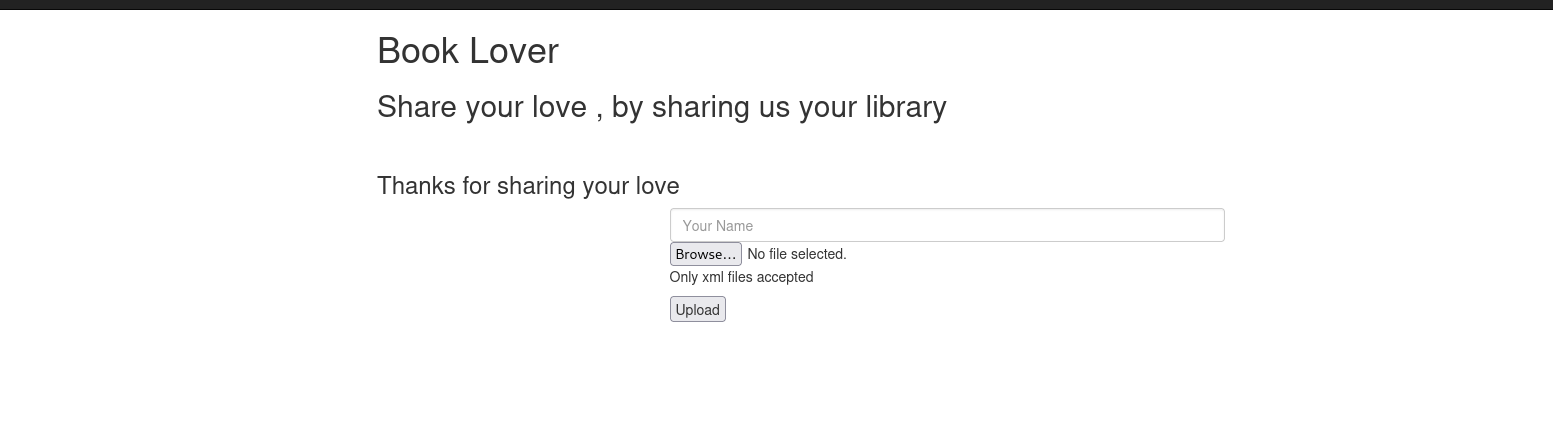 Book Lover
Share your love , by sharing us your library
Thanks for sharing your love
Your Name
Browse... No file selected.
Only xml files accepted
Upload